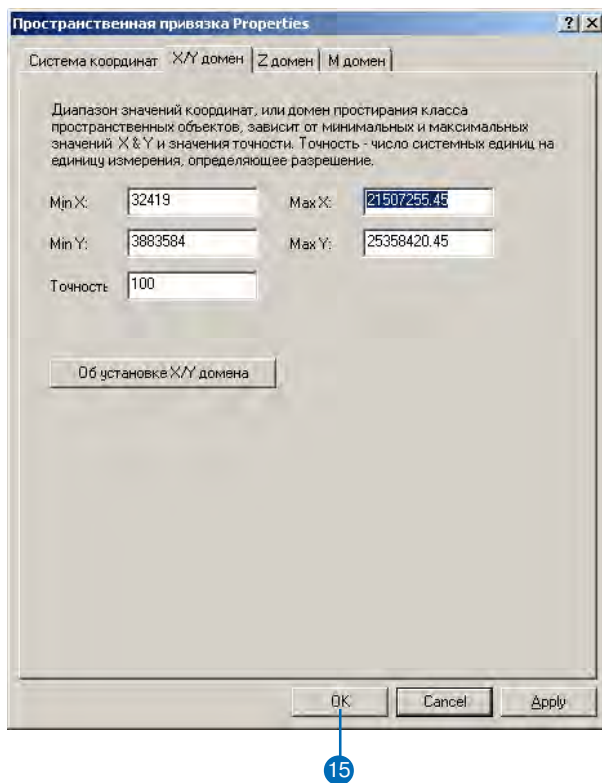 Пространственная привязка Properties
Система координат X/Y домен Z домен М домен
Диапазон значений координат, или домен простирания класса
пространственных объектов, зависит от минимальных и максимальных
значений X & Y и значения точности. Точность - число системных единиц на
единицу измерения, определяющее разрешение.
Min X: 32419 Max X: 21507255.45
Min Y: 3883584 Max Y: 25358420.45
Точность 100
Об установке X/Y домена
OK Cancel Apply
15